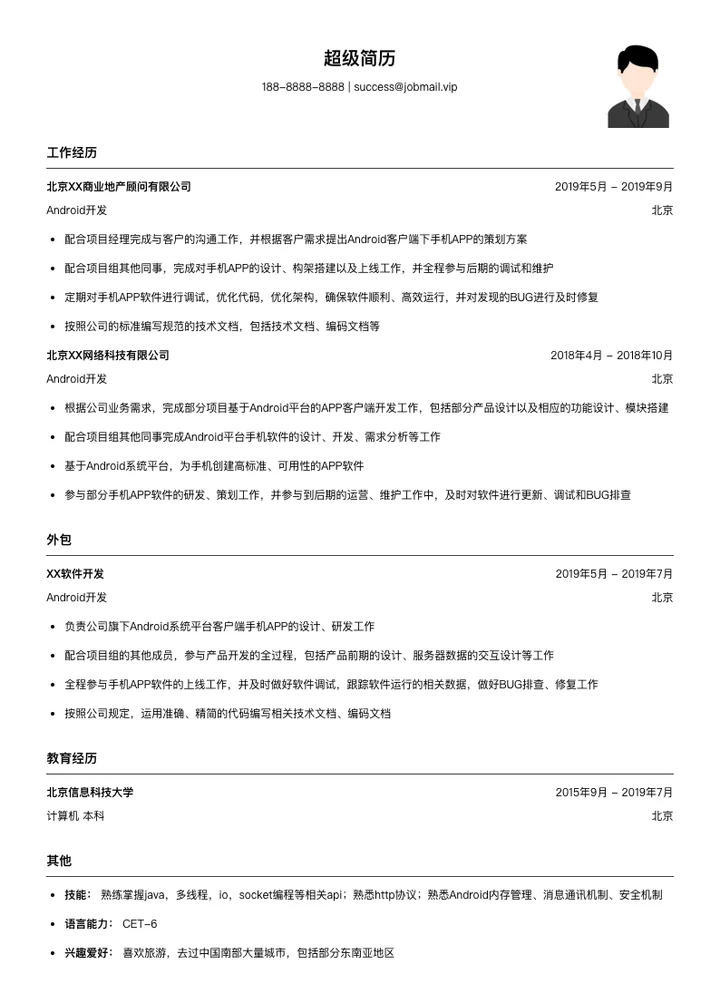 超级简历
188-8888-8888 | success@jobmail.vip
工作经历
北京XX商业地产顾问有限公司 2019年5月 - 2019年9月
Android开发 北京
• 配合项目经理完成与客户的沟通工作，并根据客户需求提出Android客户端下手机APP的策划方案
• 配合项目组其他同事，完成对手机APP的设计、构架搭建以及上线工作，并全程参与后期的调试和维护
• 定期对手机APP软件进行调试，优化代码，优化架构，确保软件顺利、高效运行，并对发现的BUG进行及时修复
• 按照公司的标准编写规范的技术文档，包括技术文档、编码文档等
北京XX网络科技有限公司 2018年4月 - 2018年10月
Android开发 北京
• 根据公司业务需求，完成部分项目基于Android平台的APP客户端开发工作，包括部分产品设计以及相应的功能设计、模块搭建
• 配合项目组其他同事完成Android平台手机软件的设计、开发、需求分析等工作
• 基于Android系统平台，为手机创建高标准、可用性的APP软件
• 参与部分手机APP软件的研发、策划工作，并参与到后期的运营、维护工作中，及时对软件进行更新、调试和BUG排查
外包
XX软件开发 2019年5月 - 2019年7月
Android开发 北京
• 负责公司旗下Android系统平台客户端手机APP的设计、研发工作
• 配合项目组的其他成员，参与产品开发的全过程，包括产品前期的设计、服务器数据的交互设计等工作
• 全程参与手机APP软件的上线工作，并及时做好软件调试，跟踪软件运行的相关数据，做好BUG排查、修复工作
• 按照公司规定，运用准确、精简的代码编写相关技术文档、编码文档
教育经历
北京信息科技大学 2015年9月 - 2019年7月
计算机 本科 北京
其他
• 技能： 熟练掌握java，多线程，io，socket编程等相关api；熟悉http协议；熟悉Android内存管理、消息通讯机制、安全机制
• 语言能力： CET-6
• 兴趣爱好： 喜欢旅游，去过中国南部大量城市，包括部分东南亚地区